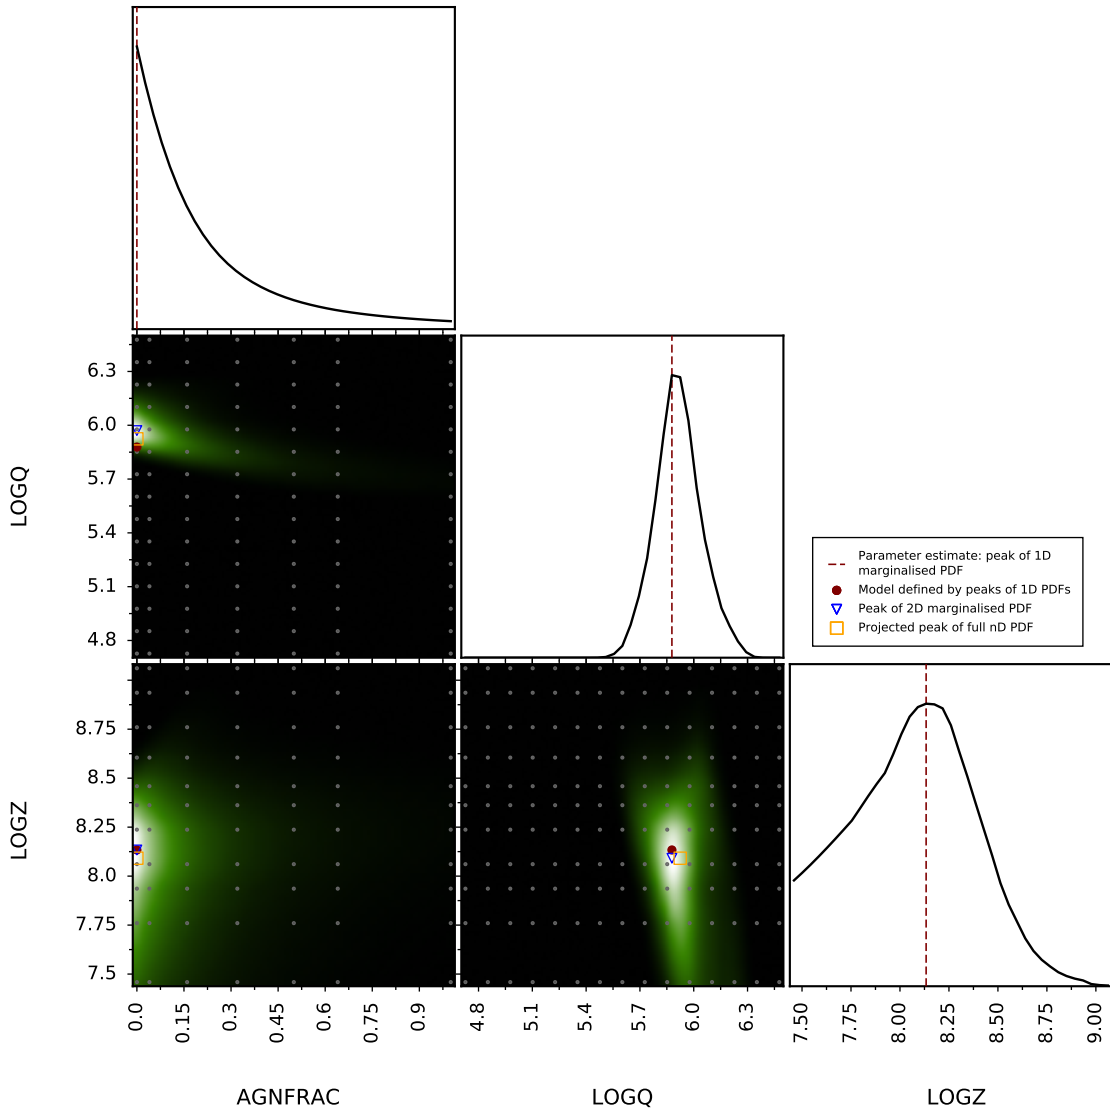 6.3
6.0
5.7
5.4
5.1
4.8
LOGQ
Parameter estimate: peak of 1D
marginalised PDF
Model defined by peaks of 1D PDFs
Peak of 2D marginalised PDF
Projected peak of full nD PDF
8.75
8.5
8.25
8.0
7.75
7.5
LOGZ
0.0 0.15 0.3 0.45 0.6 0.75 0.9
4.8 5.1 5.4 5.7 6.0 6.3
7.50 7.75 8.00 8.25 8.50 8.75 9.00
AGNFRAC LOGQ LOGZ